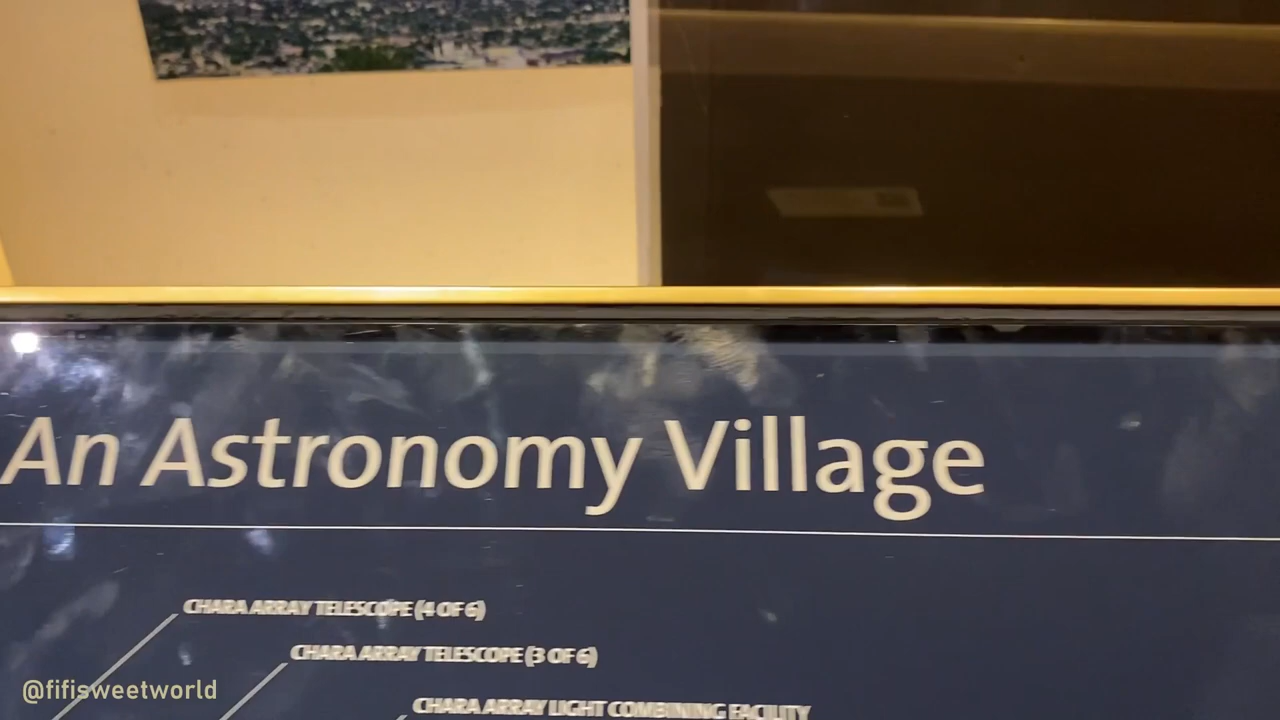 An Astronomy Village
CHARA ARRAY TELESCOPE (4 OF 6)
CHARA ARRAY TELESCOPE (3 OF 6)
CHARA ARRAY LIGHT COMBINING FACILITY
@fifisweetworld